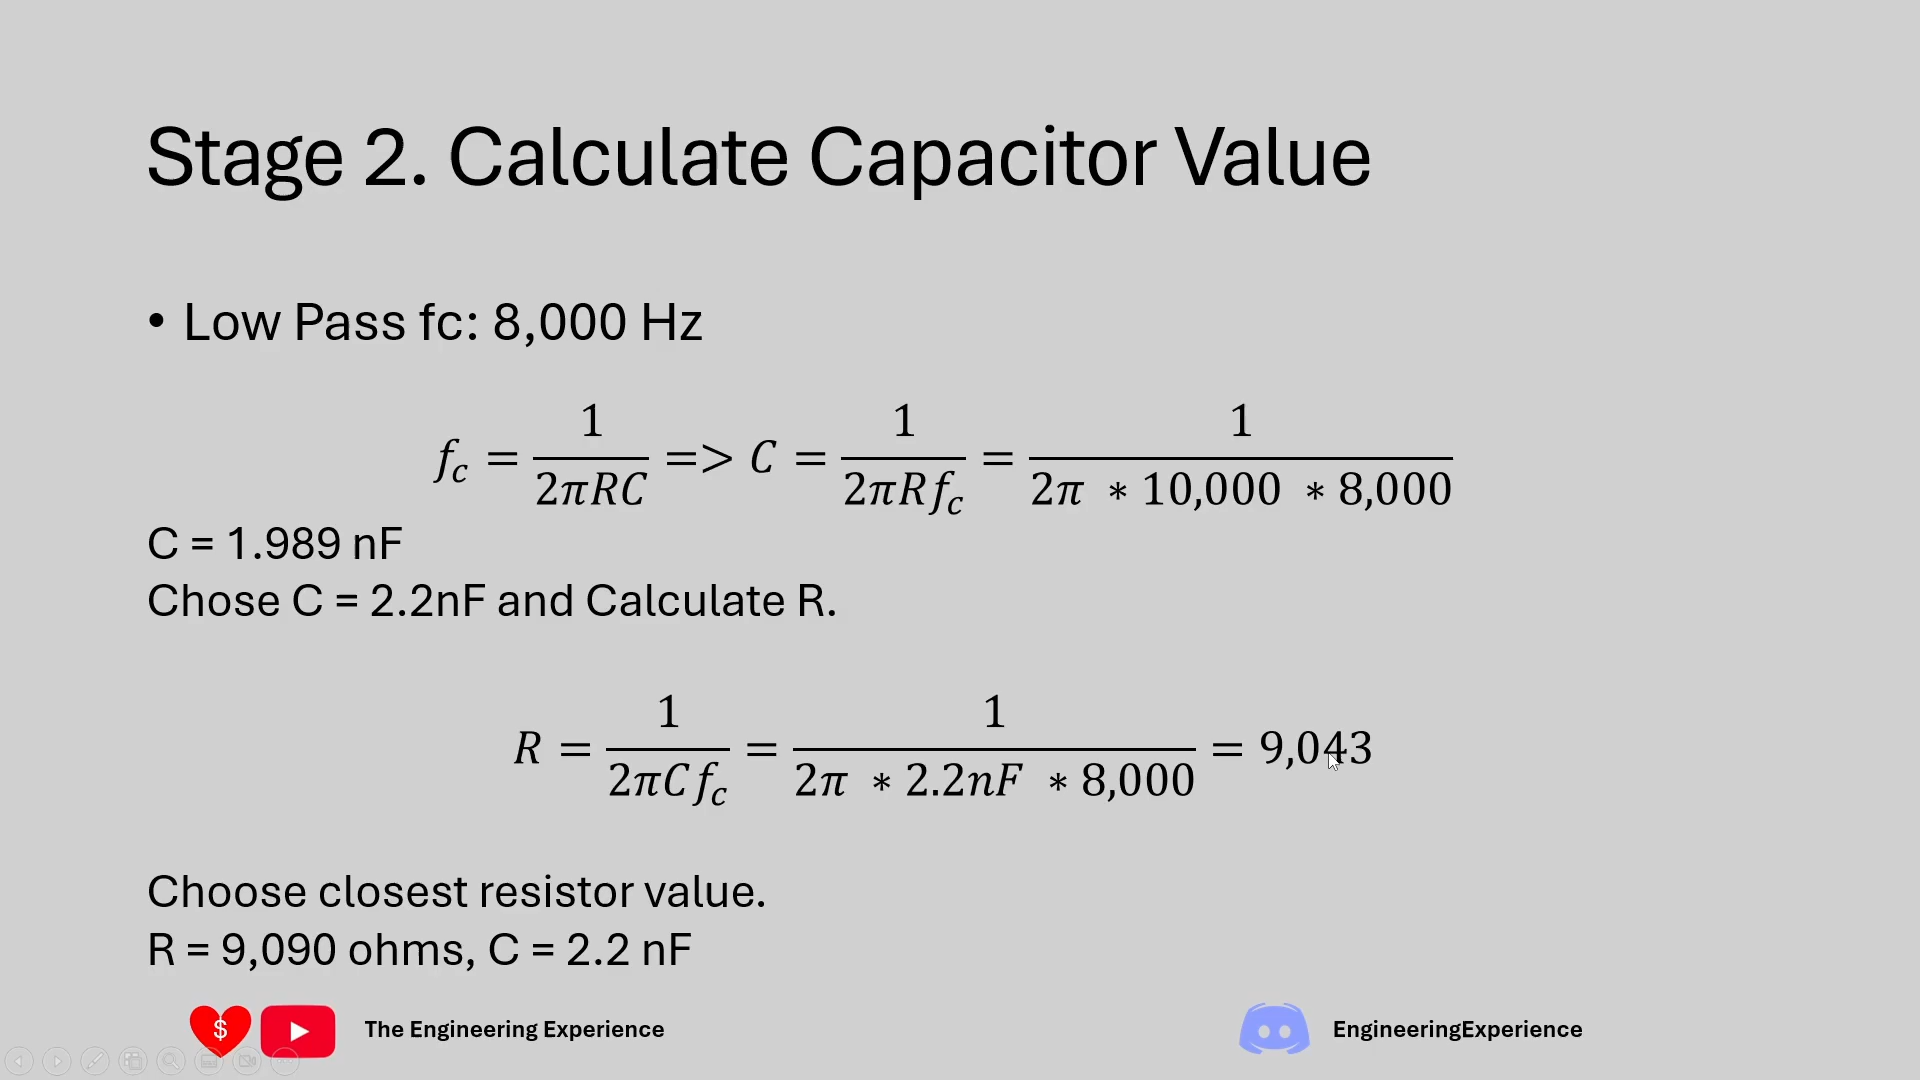 Stage 2. Calculate Capacitor Value
• Low Pass fc: 8,000 Hz
f_c = 1/(2πRC) => C = 1/(2πRf_c) = 1/(2π * 10,000 * 8,000)
C = 1.989 nF
Chose C = 2.2nF and Calculate R.
R = 1/(2πCf_c) = 1/(2π * 2.2nF * 8,000) = 9,043
Choose closest resistor value.
R = 9,090 ohms, C = 2.2 nF
$ The Engineering Experience EngineeringExperience